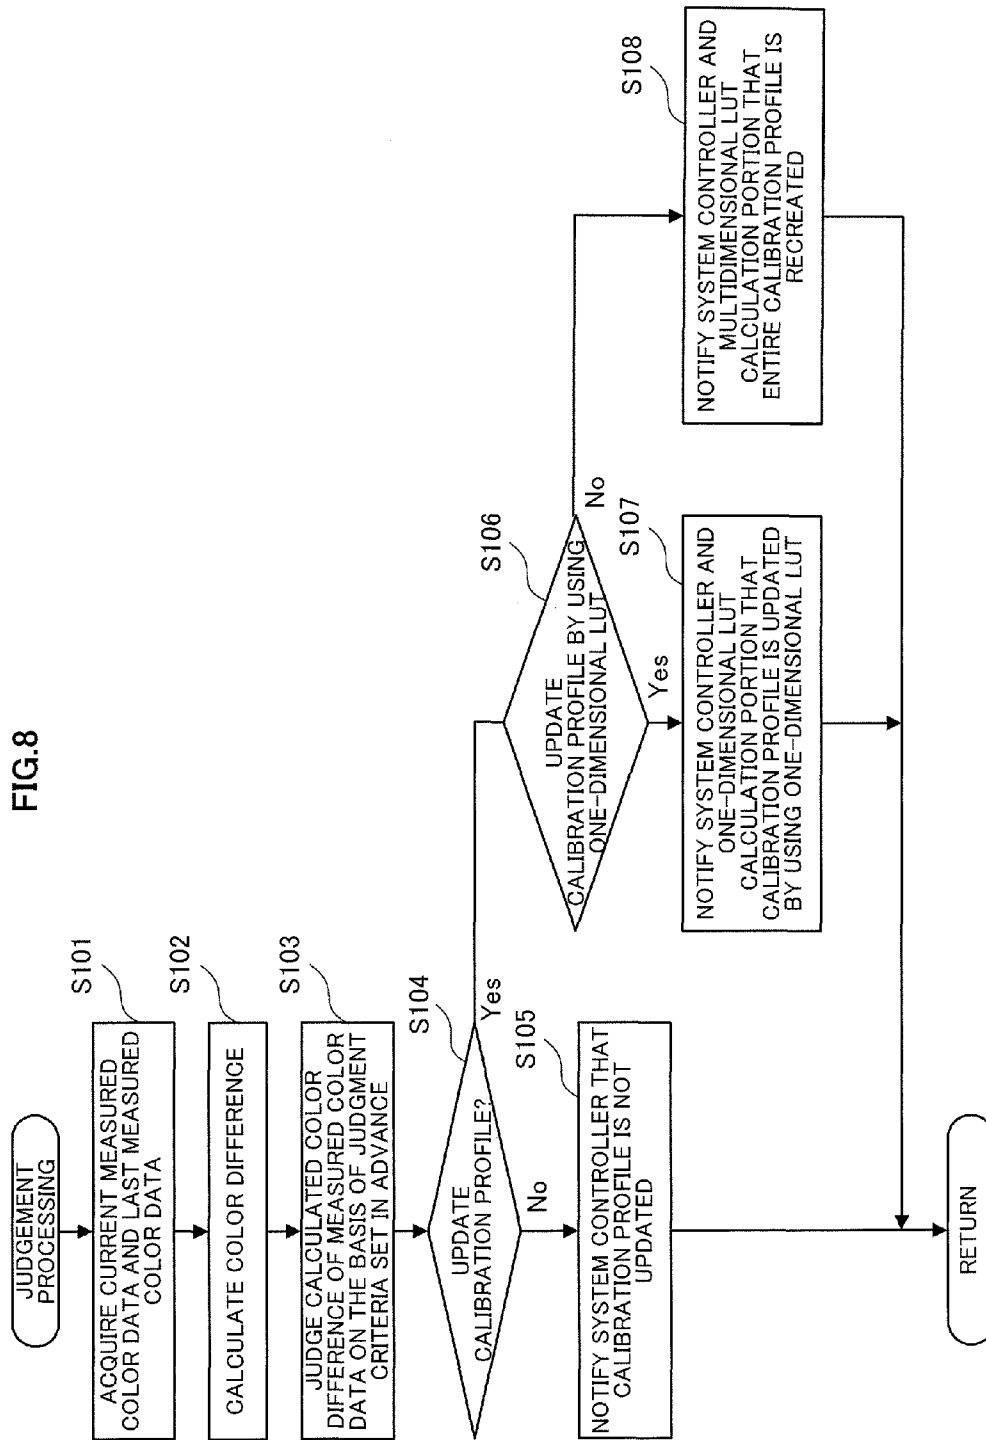 FIG.8
JUDGEMENT
PROCESSING
S101
ACQUIRE CURRENT MEASURED
COLOR DATA AND LAST MEASURED
COLOR DATA
S102
CALCULATE COLOR DIFFERENCE
S103
JUDGE CALCULATED COLOR
DIFFERENCE OF MEASURED COLOR
DATA ON THE BASIS OF JUDGMENT
CRITERIA SET IN ADVANCE
S104
UPDATE
CALIBRATION PROFILE?
Yes
No
S105
NOTIFY SYSTEM CONTROLLER THAT
CALIBRATION PROFILE IS NOT
UPDATED
S106
UPDATE
CALIBRATION PROFILE BY USING
ONE-DIMENSIONAL LUT
No
Yes
S107
NOTIFY SYSTEM CONTROLLER AND
ONE-DIMENSIONAL LUT
CALCULATION PORTION THAT
CALIBRATION PROFILE IS UPDATED
BY USING ONE-DIMENSIONAL LUT
S108
NOTIFY SYSTEM CONTROLLER AND
MULTIDIMENSIONAL LUT
CALCULATION PORTION THAT
ENTIRE CALIBRATION PROFILE IS
RECREATED
RETURN